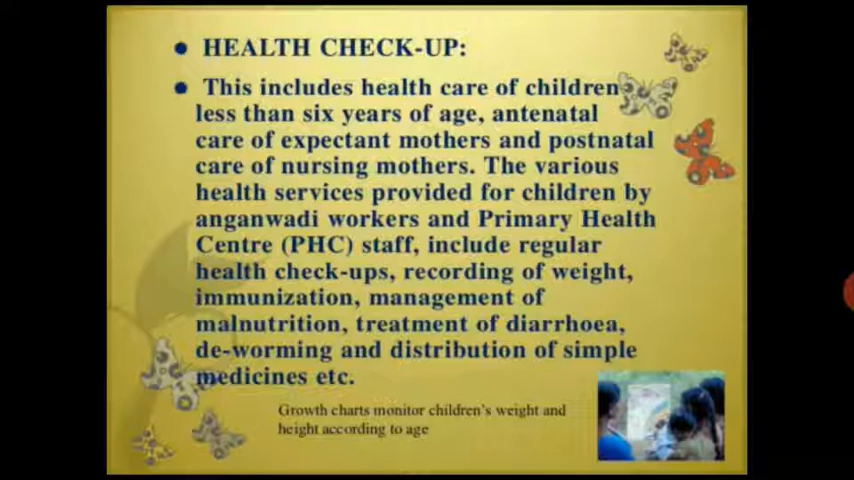 • HEALTH CHECK-UP:
• This includes health care of children
less than six years of age, antenatal
care of expectant mothers and postnatal
care of nursing mothers. The various
health services provided for children by
anganwadi workers and Primary Health
Centre (PHC) staff, include regular
health check-ups, recording of weight,
immunization, management of
malnutrition, treatment of diarrhoea,
de-worming and distribution of simple
medicines etc.
Growth charts monitor children's weight and
height according to age